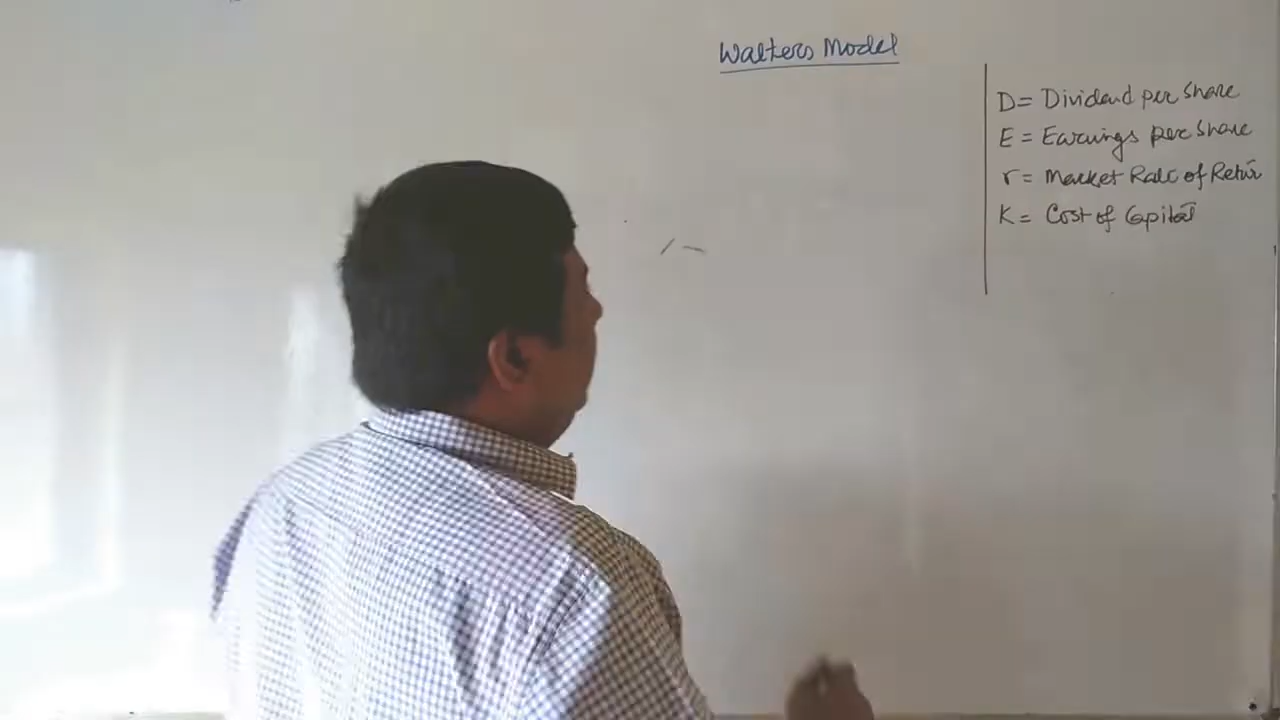 Walters Model
D = Dividend per share
E = Earnings per share
r = Market Rate of Return
K = Cost of Capital